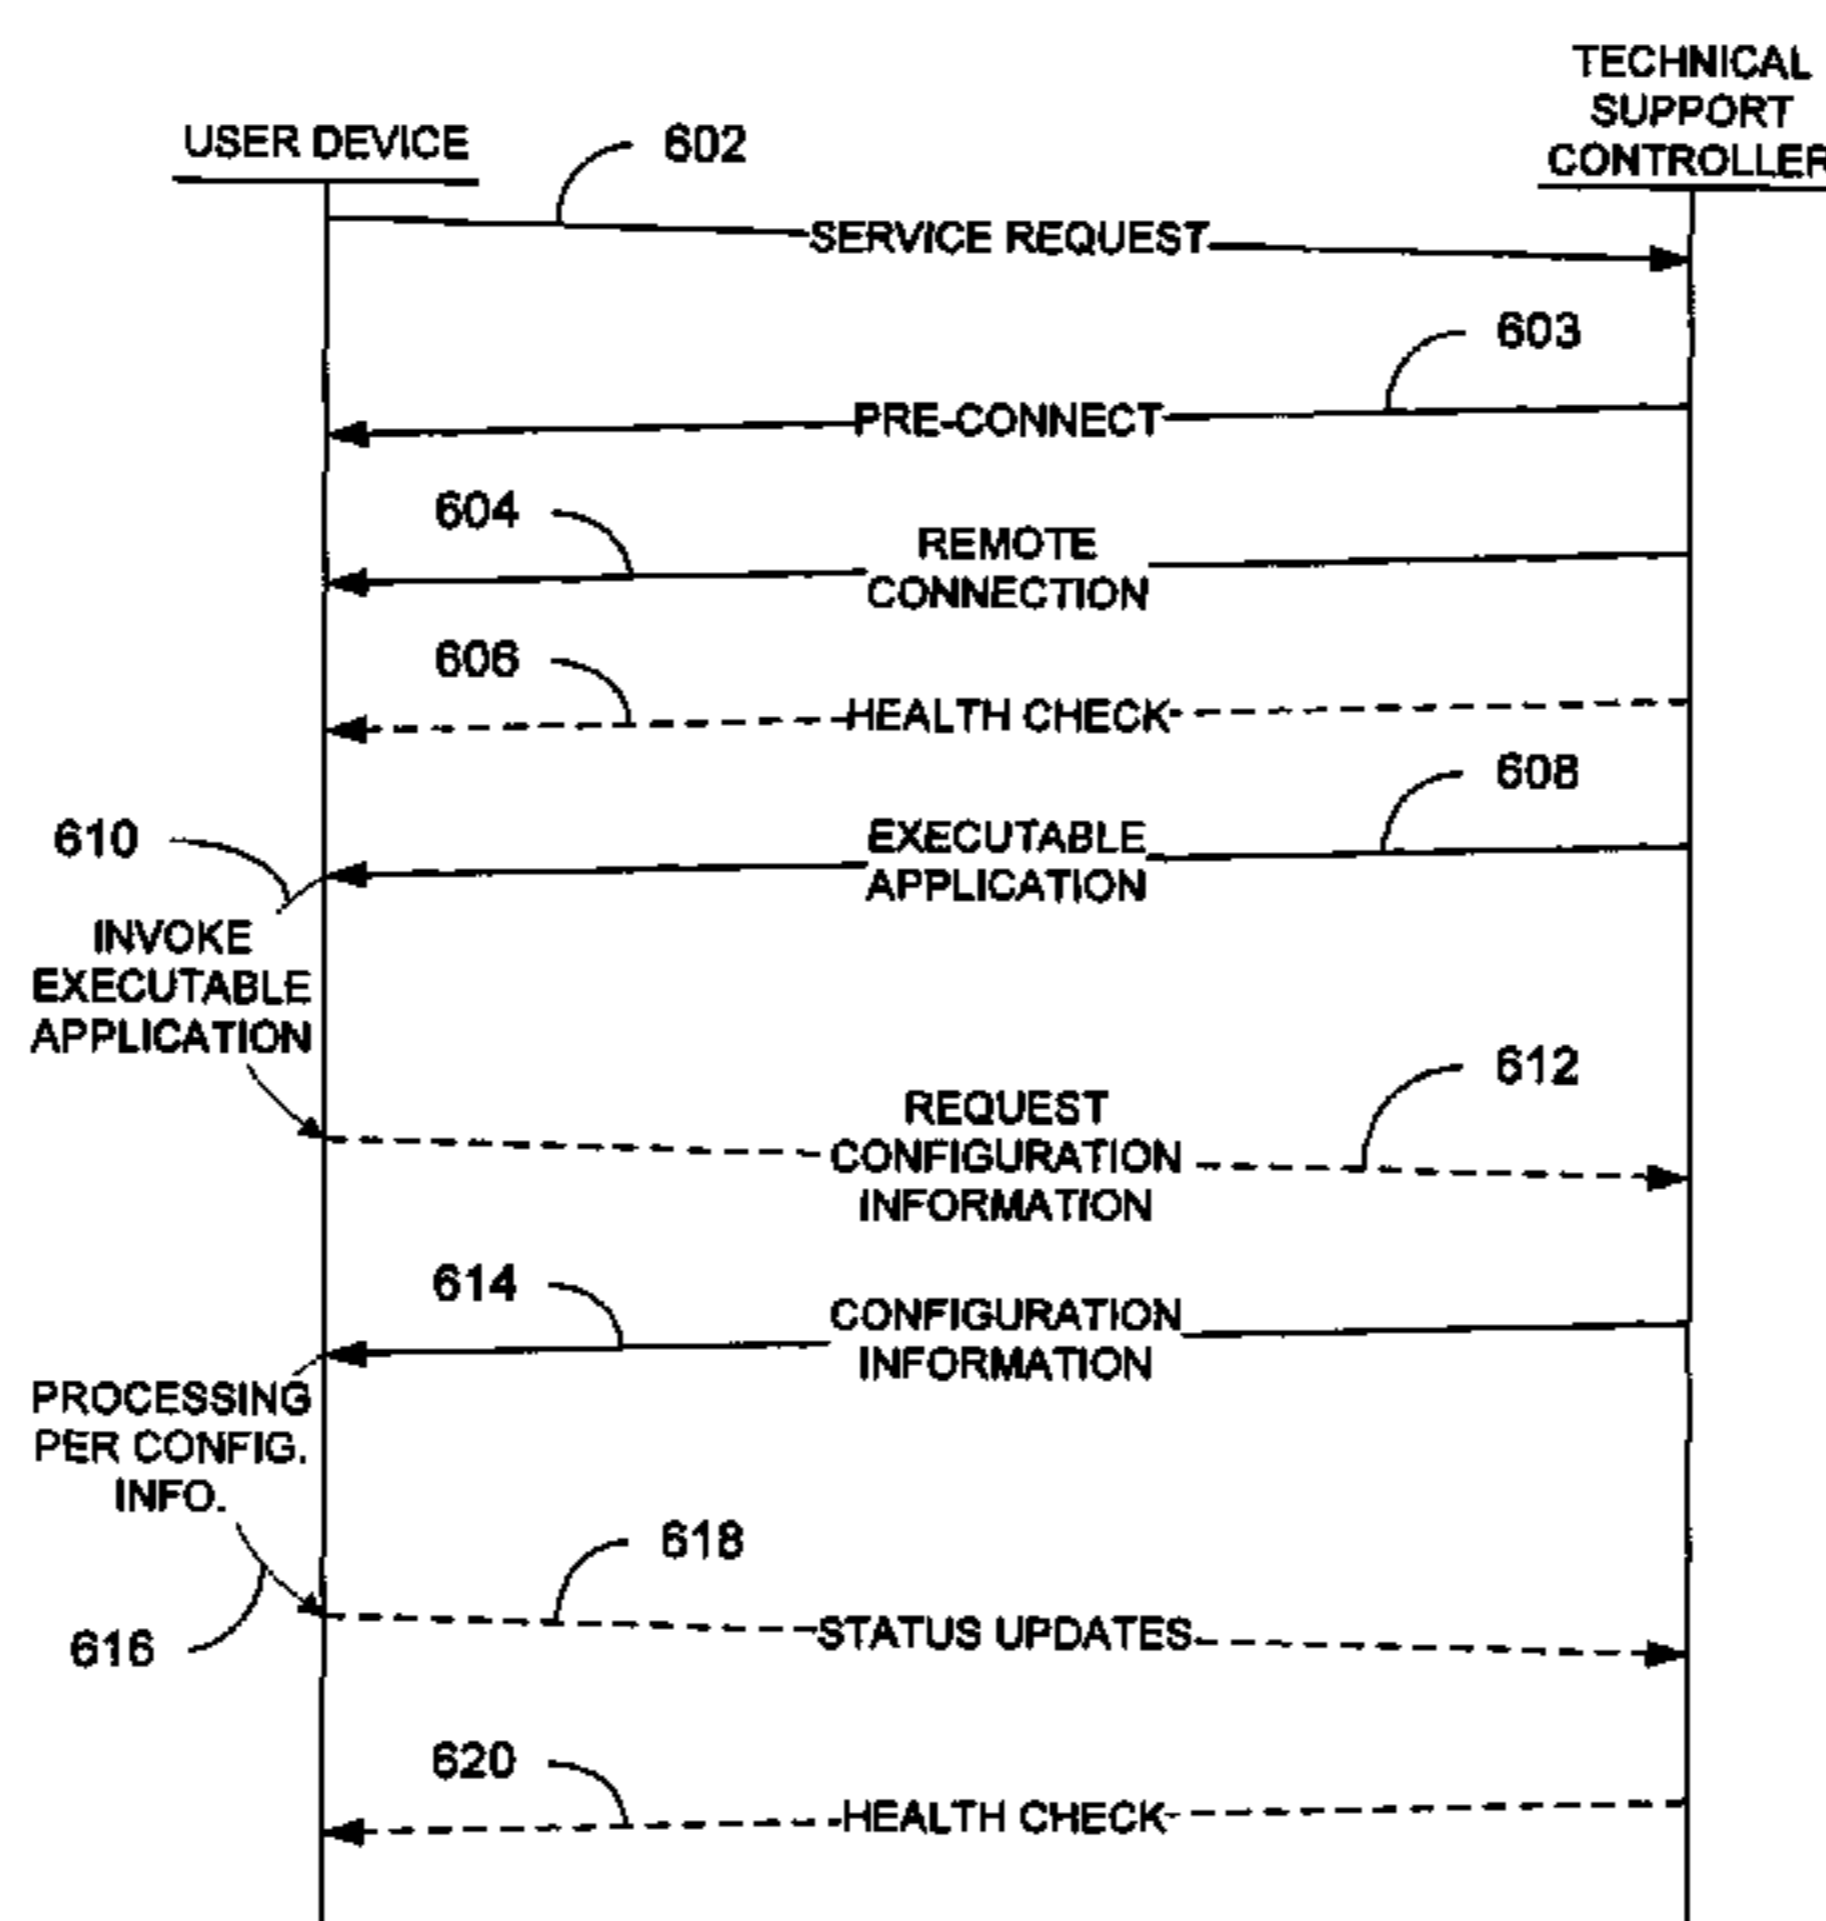 TECHNICAL
SUPPORT
CONTROLLER
USER DEVICE
602
SERVICE REQUEST
603
PRE-CONNECT
604
REMOTE
CONNECTION
606
HEALTH CHECK
608
610
EXECUTABLE
APPLICATION
INVOKE
EXECUTABLE
APPLICATION
612
REQUEST
CONFIGURATION
INFORMATION
614
CONFIGURATION
INFORMATION
PROCESSING
PER CONFIG.
INFO.
618
STATUS UPDATES
616
620
HEALTH CHECK